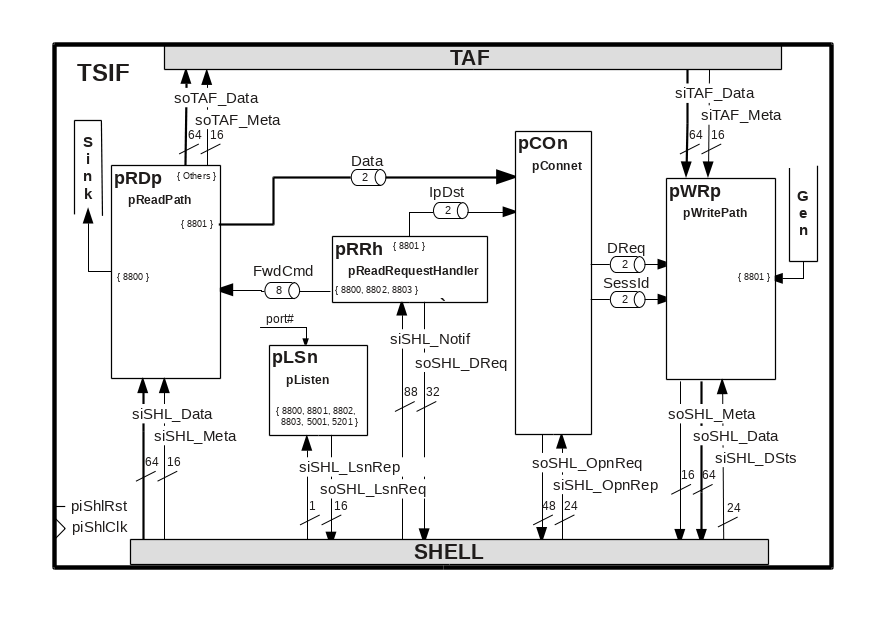 TAF
TSIF
soTAF_Data
soTAF_Meta
64
16
siTAF_Data
siTAF_Meta
64
16
S
i
n
k
pRDp
{ Others }
pReadPath
{ 8801 }
{ 8800 }
Data
2
IpDst
2
pRRh
{ 8801 }
pReadRequestHandler
{ 8800, 8802, 8803 }
FwdCmd
8
pCOn
pConnet
DReq
2
SessId
2
pWRp
pWritePath
{ 8801 }
G
e
n
port#
pLSn
pListen
{ 8800, 8801, 8802,
8803, 5001, 5201 }
siSHL_Notif
soSHL_DReq
88
32
siSHL_Data
siSHL_Meta
64
16
siSHL_LsnRep
soSHL_LsnReq
1
16
soSHL_OpnReq
siSHL_OpnRep
48
24
soSHL_Meta
soSHL_Data
siSHL_DSts
16
64
24
piShlRst
piShlClk
SHELL